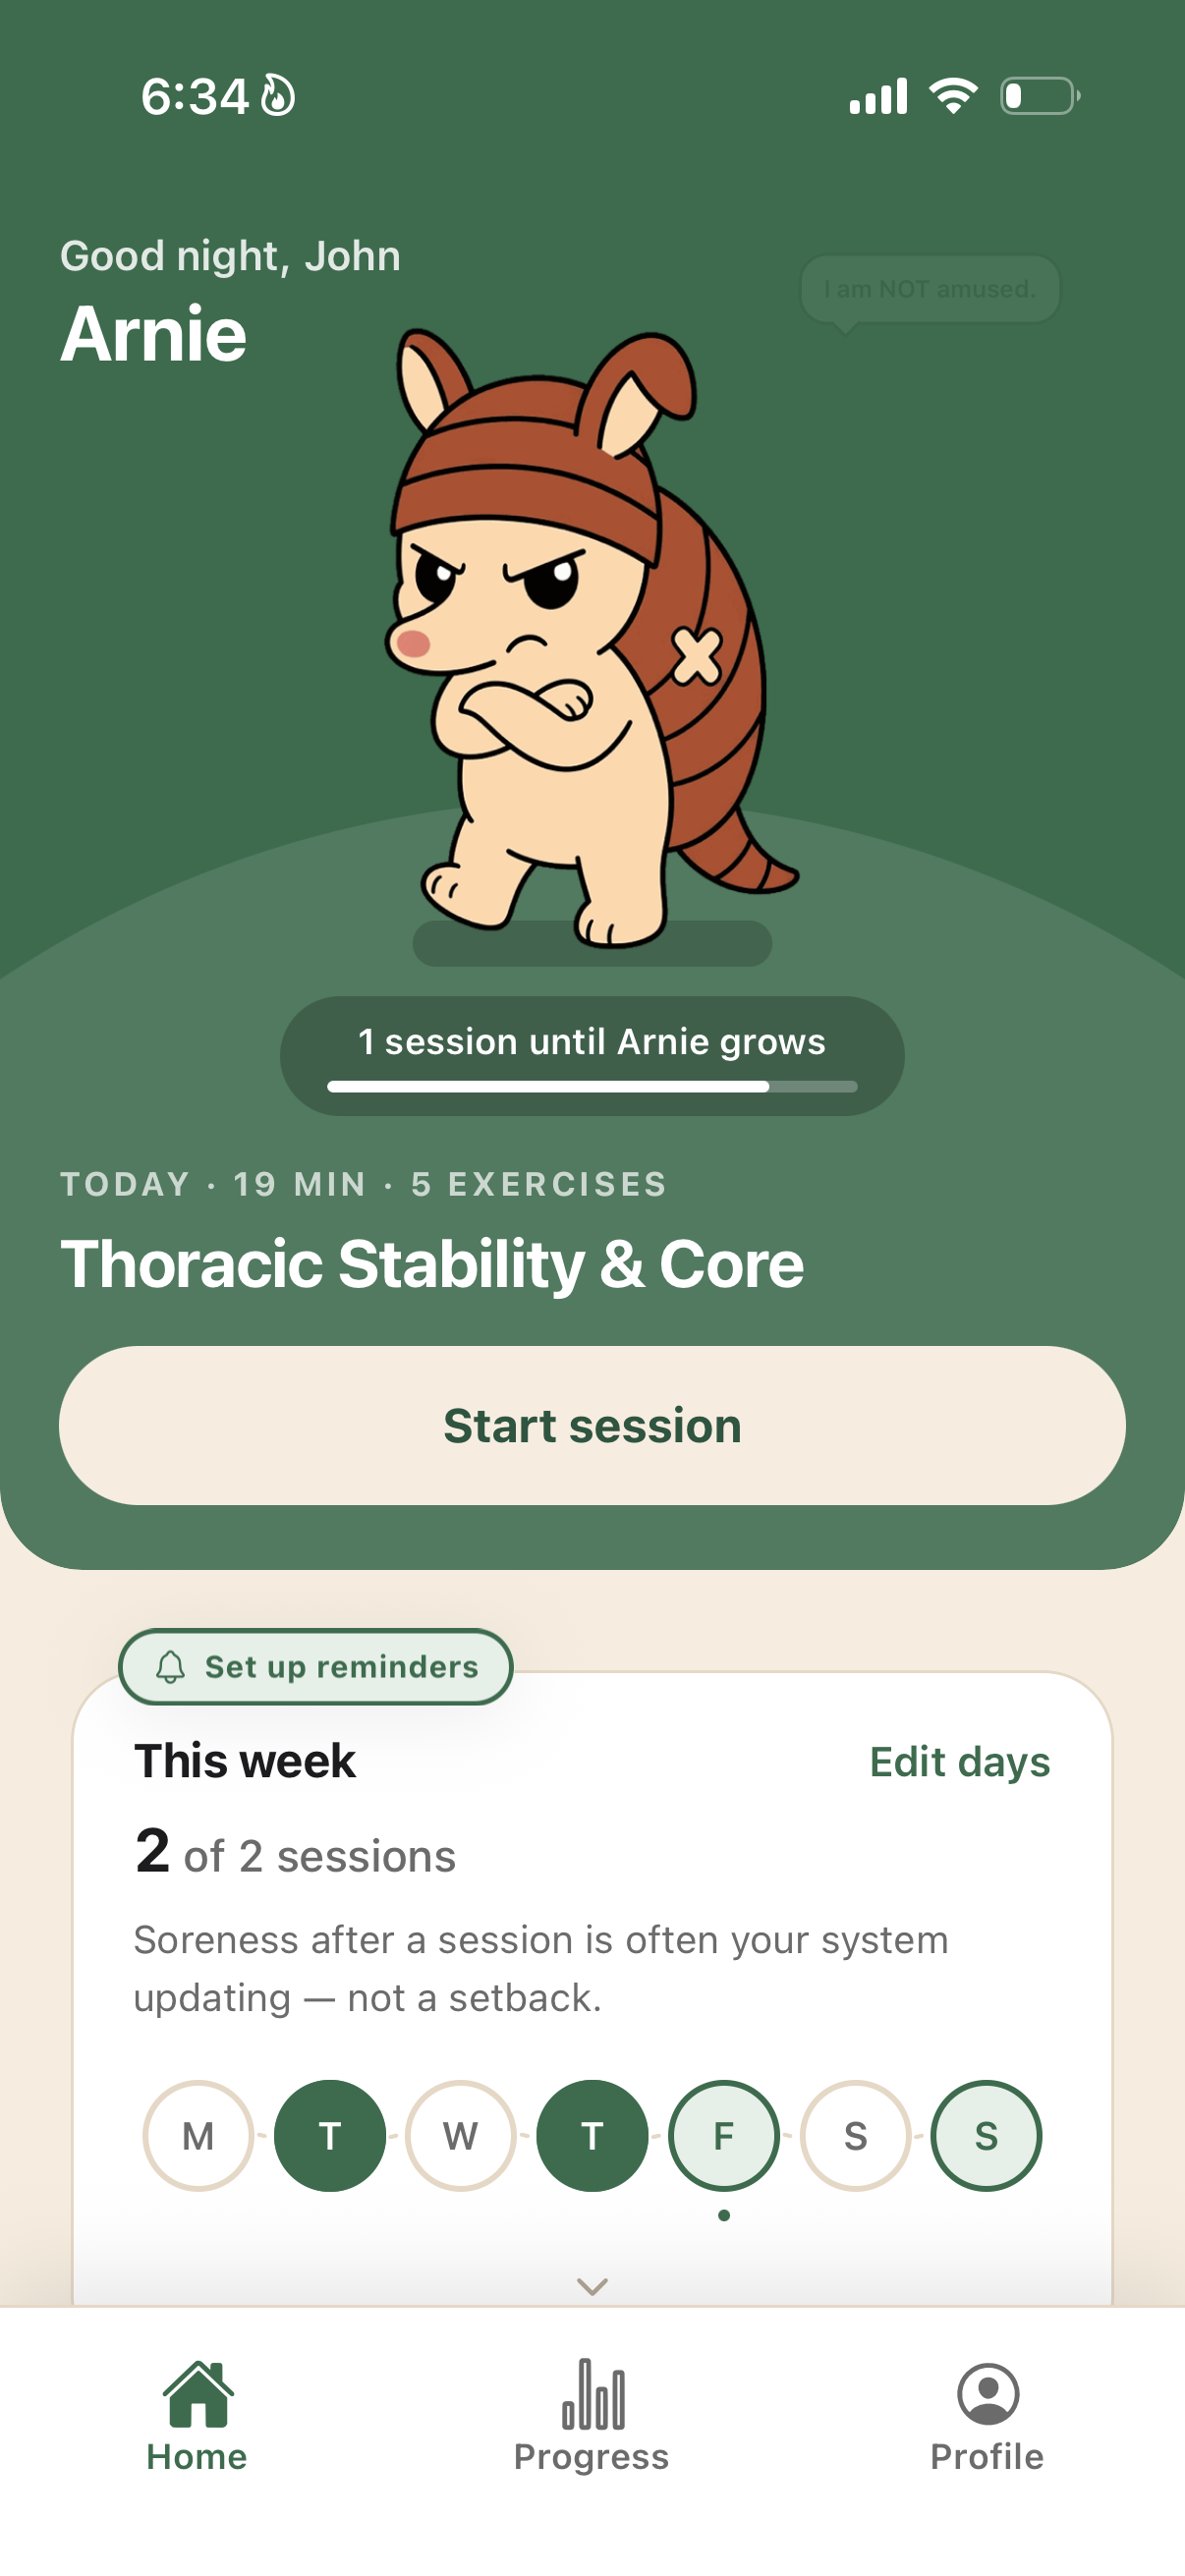 6:34
Good night, John
Arnie
I am NOT amused.
1 session until Arnie grows
TODAY · 19 MIN · 5 EXERCISES
Thoracic Stability & Core
Start session
Set up reminders
This week
Edit days
2 of 2 sessions
Soreness after a session is often your system
updating — not a setback.
M T W T F S S
Home
Progress
Profile